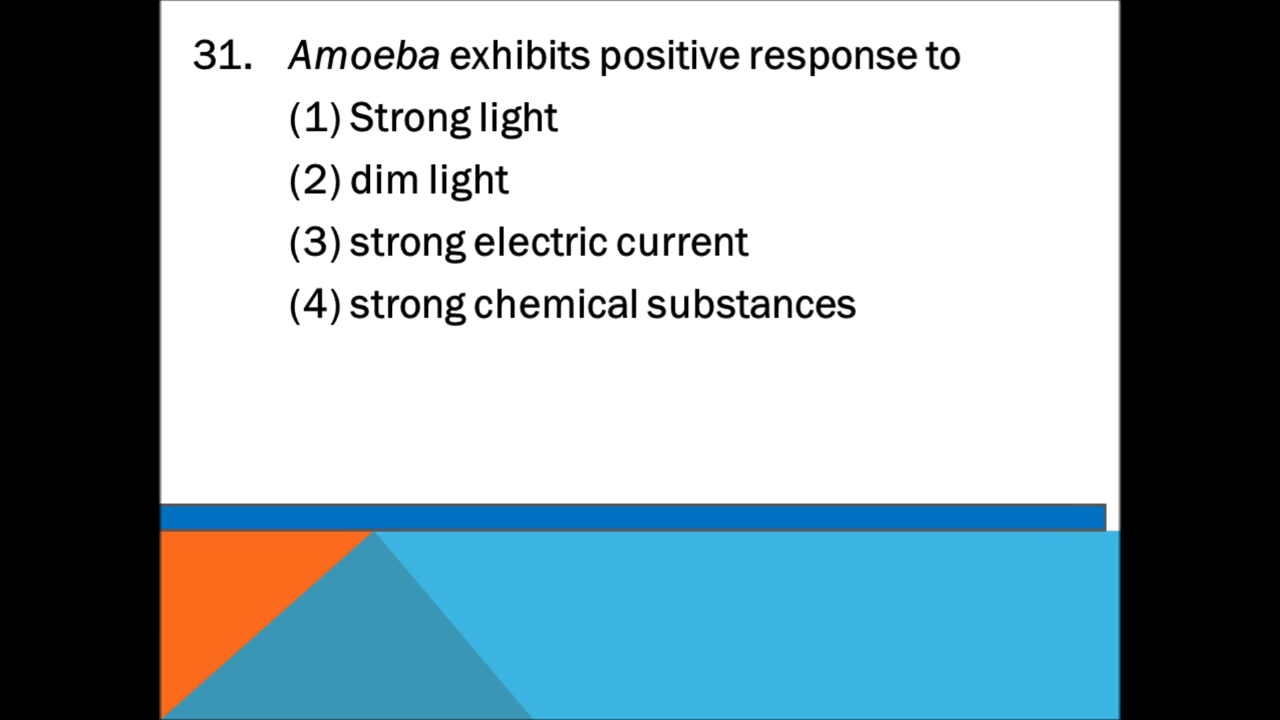 31. Amoeba exhibits positive response to
(1) Strong light
(2) dim light
(3) strong electric current
(4) strong chemical substances